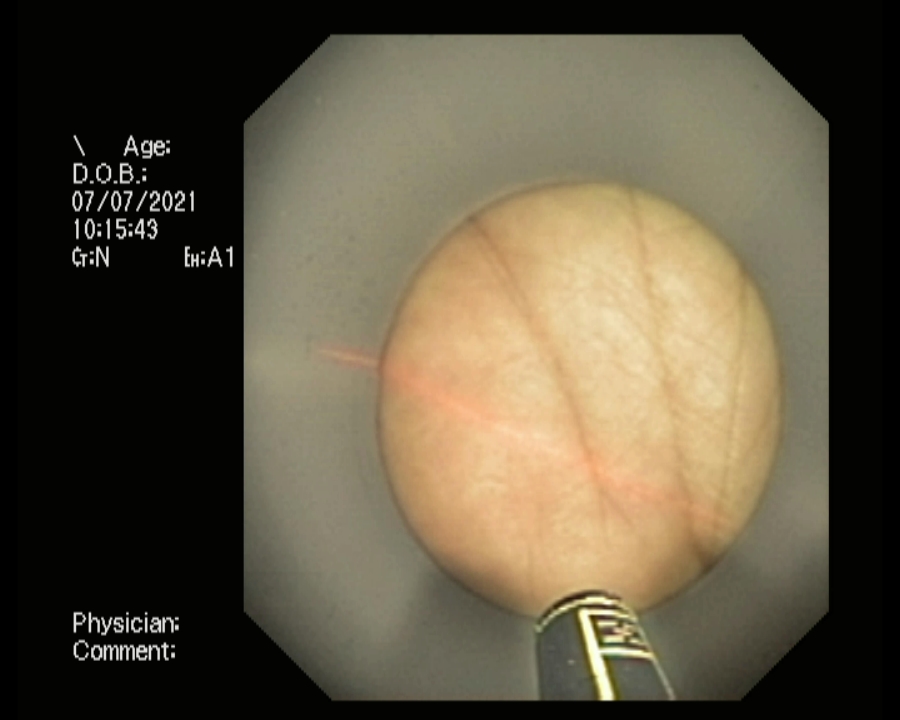 \ Age:
D.O.B.:
07/07/2021
10:15:43
Cr:N EH:A1
Physician:
Comment: